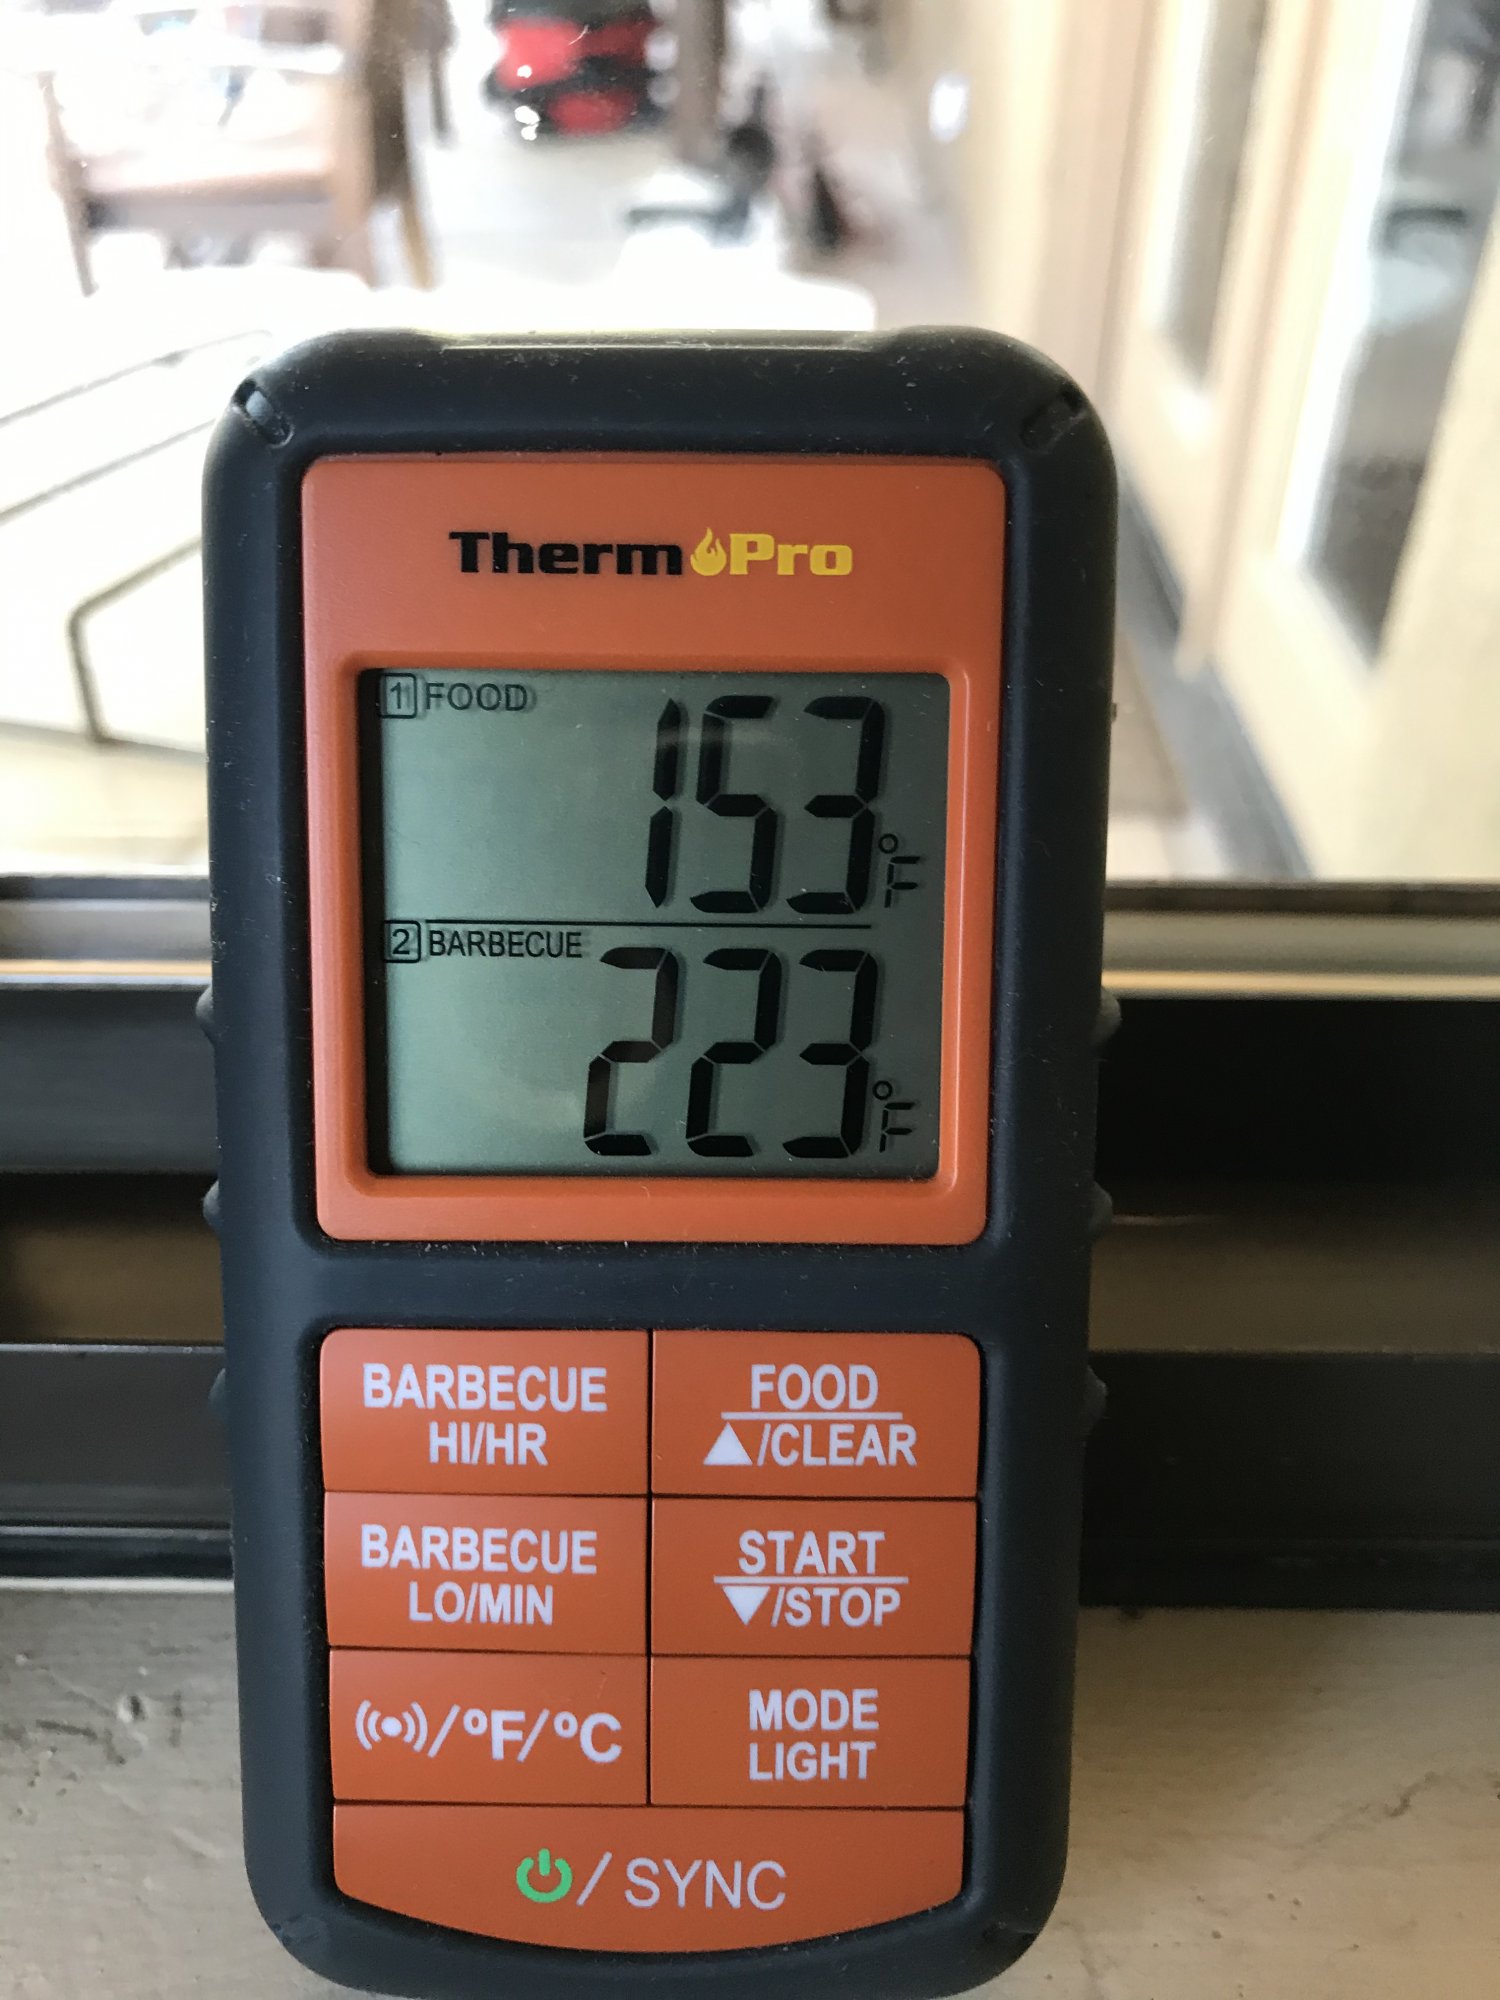 ThermPro
1 FOOD
153 °F
2 BARBECUE
223 °F
BARBECUE
HI/HR
FOOD
▲/CLEAR
BARBECUE
LO/MIN
START
▼/STOP
/°F/°C
MODE
LIGHT
/ SYNC